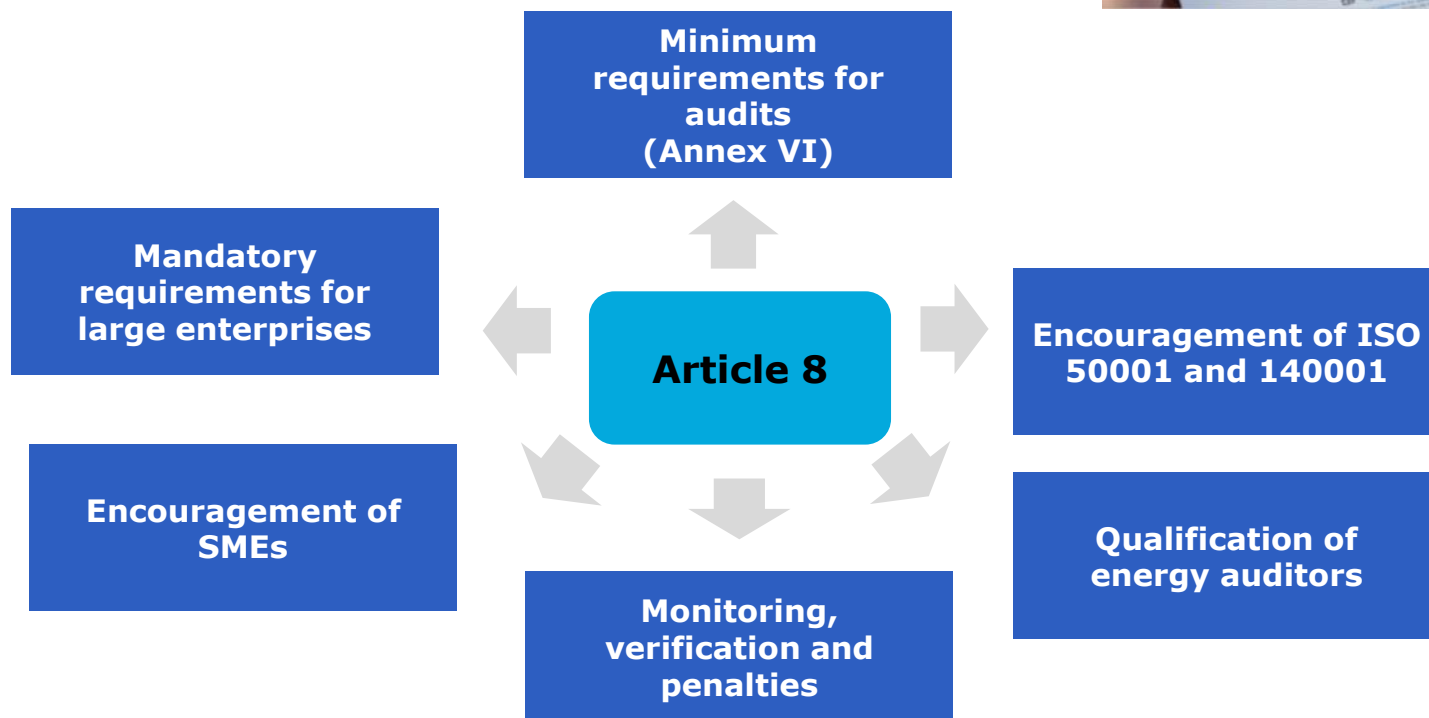 Minimum
requirements for
audits
(Annex VI)
Mandatory
requirements for
large enterprises
Article 8
Encouragement of ISO
50001 and 140001
Encouragement of
SMEs
Qualification of
energy auditors
Monitoring,
verification and
penalties